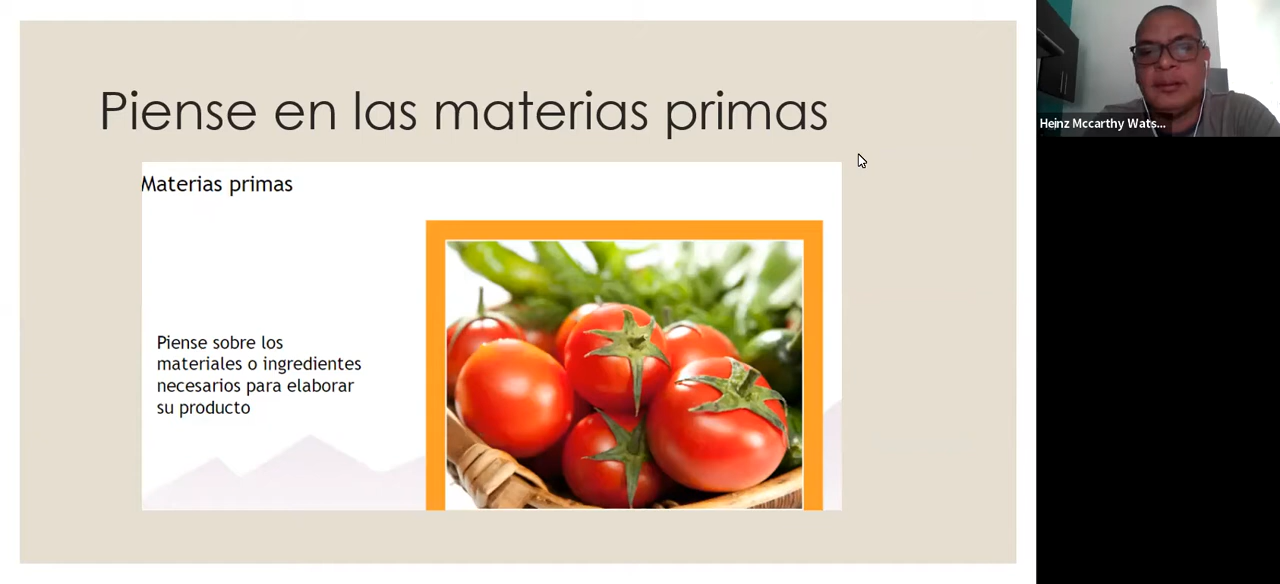 Piense en las materias primas
Materias primas
Piense sobre los
materiales o ingredientes
necesarios para elaborar
su producto
Heinz Mccarthy Wats...